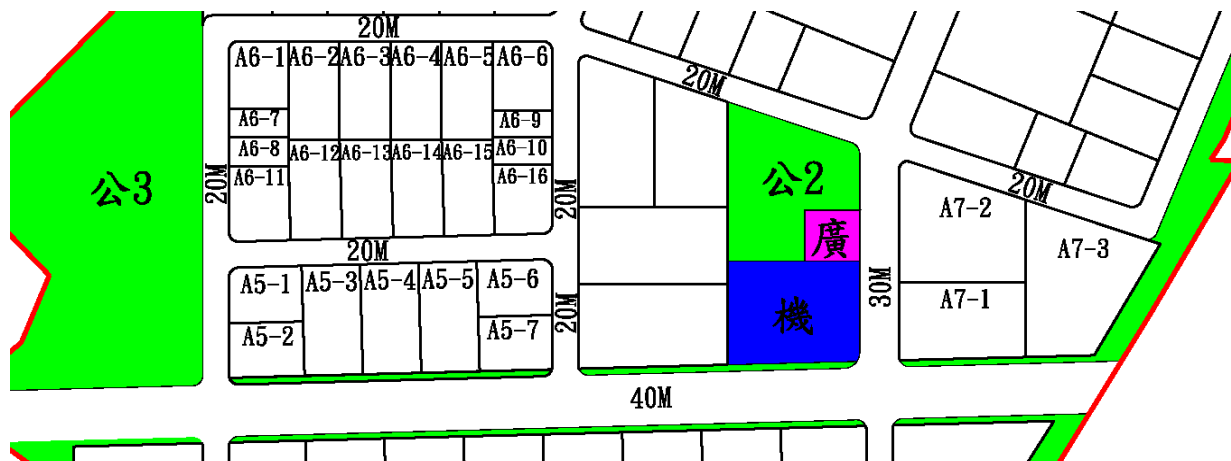 20M
A6-1 A6-2 A6-3 A6-4 A6-5 A6-6
20M
A6-7 A6-9
A6-8 A6-12 A6-13 A6-14 A6-15 A6-10
A6-11 A6-16
公3
20M
20M
公2
廣
機
20M
A7-2
A7-3
A7-1
20M
A5-1 A5-3 A5-4 A5-5 A5-6
A5-2 A5-7
20M
30M
40M